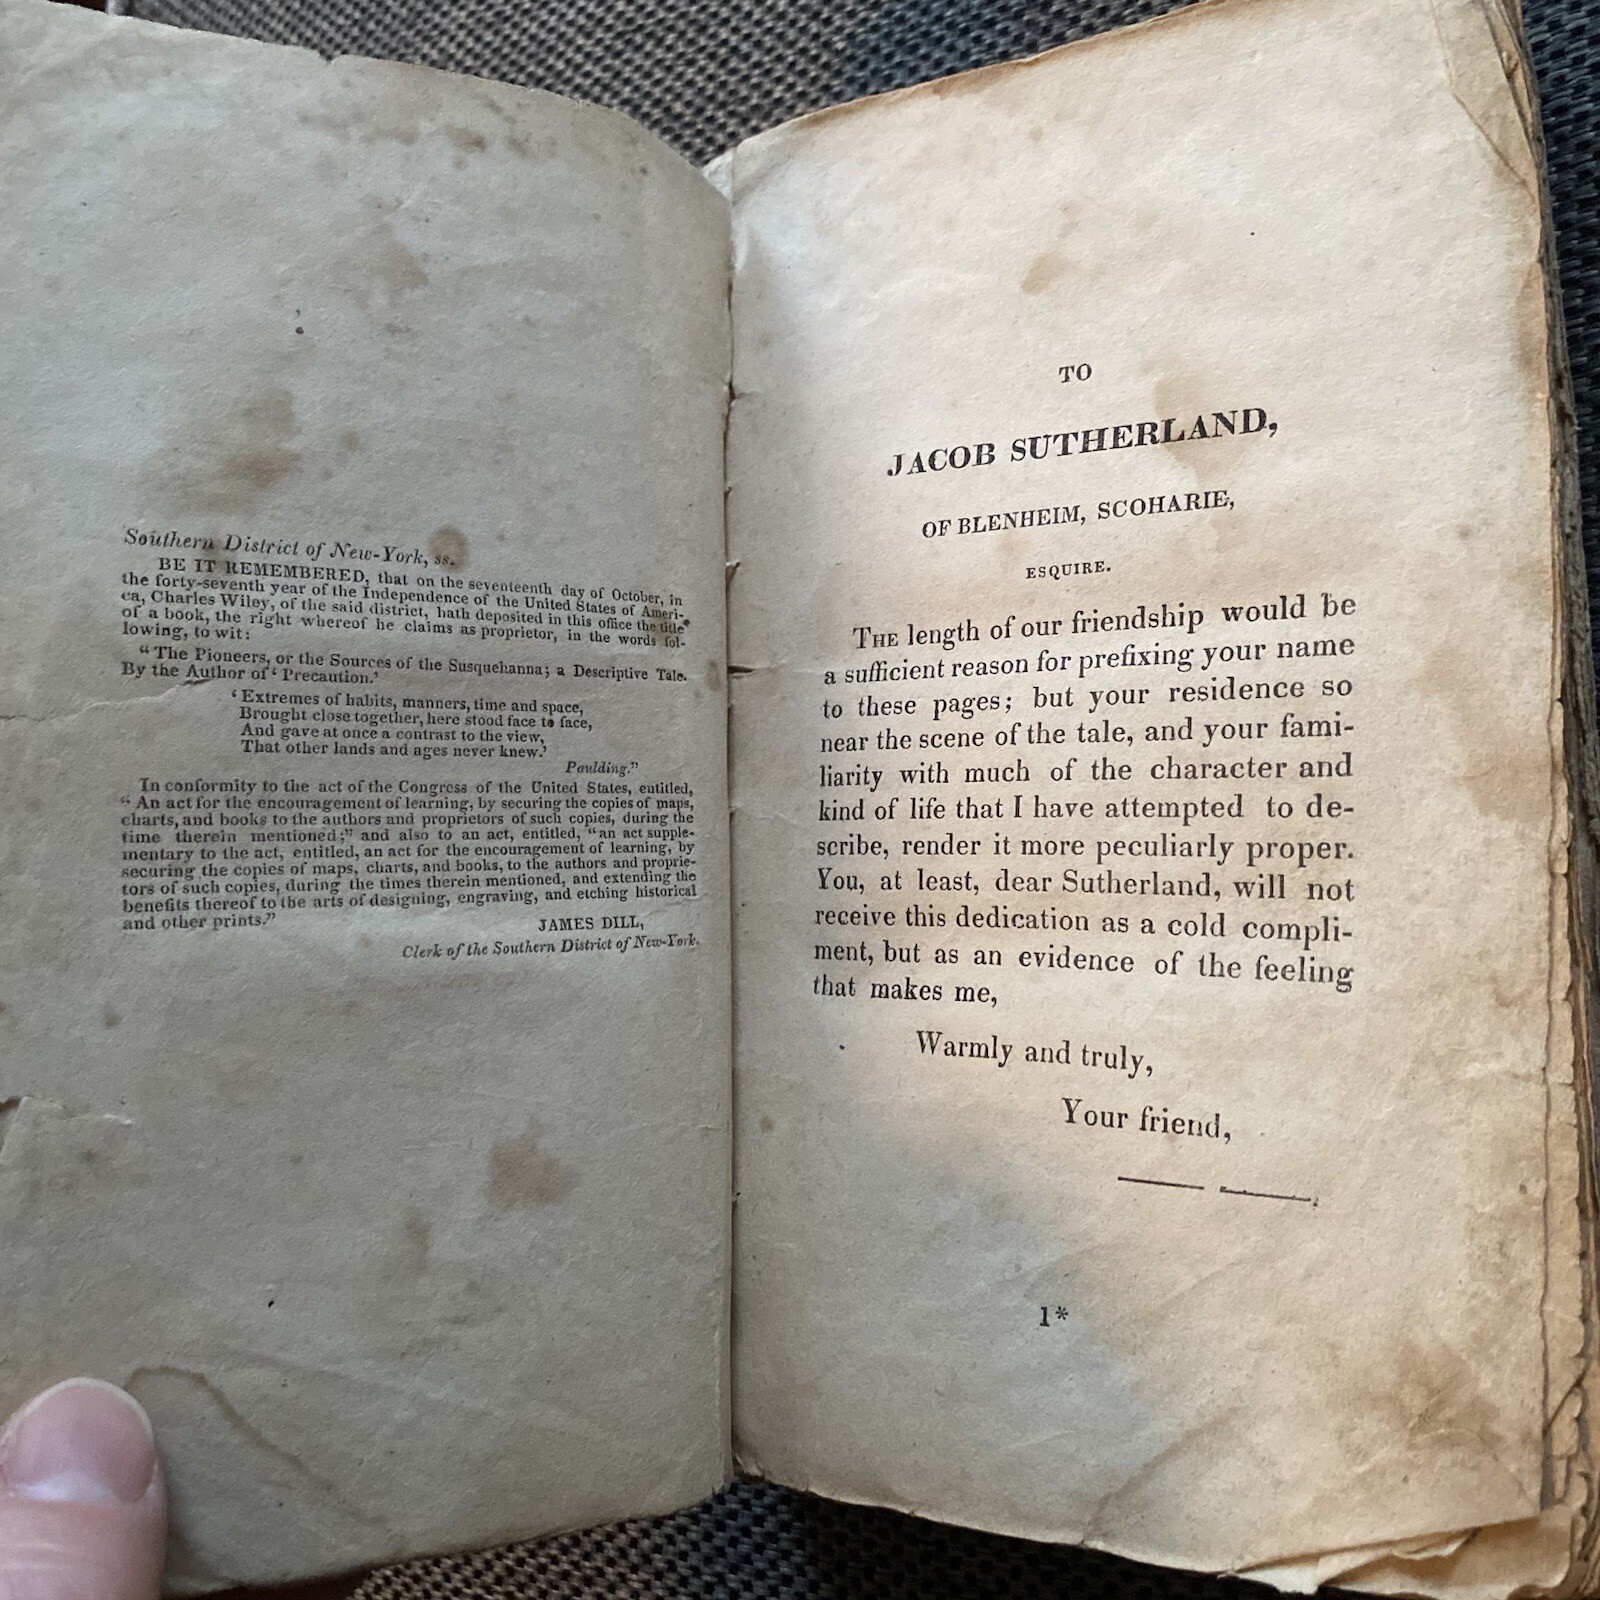 Southern District of New-York, ss.
BE IT REMEMBERED, that on the seventeenth day of October, in
the forty-seventh year of the Independence of the United States of Ameri-
ca, Charles Wiley, of the said district, hath deposited in this office the title
of a book, the right whereof he claims as proprietor, in the words fol-
lowing, to wit:
“The Pioneers, or the Sources of the Susquehanna; a Descriptive Tale.
By the Author of ‘Precaution.’
‘Extremes of habits, manners, time and space,
Brought close together, here stood face to face,
And gave at once a contrast to the view,
That other lands and ages never knew.’
Paulding.”
In conformity to the act of the Congress of the United States, entitled,
“An act for the encouragement of learning, by securing the copies of maps,
charts, and books to the authors and proprietors of such copies, during the
time therein mentioned;” and also to an act, entitled, “an act supple-
mentary to the act, entitled, an act for the encouragement of learning, by
securing the copies of maps, charts, and books, to the authors and proprie-
tors of such copies, during the times therein mentioned, and extending the
benefits thereof to the arts of designing, engraving, and etching historical
and other prints.”
JAMES DILL,
Clerk of the Southern District of New-York.
TO
JACOB SUTHERLAND,
OF BLENHEIM, SCOHARIE,
ESQUIRE.
THE length of our friendship would be
a sufficient reason for prefixing your name
to these pages; but your residence so
near the scene of the tale, and your fami-
liarity with much of the character and
kind of life that I have attempted to de-
scribe, render it more peculiarly proper.
You, at least, dear Sutherland, will not
receive this dedication as a cold compli-
ment, but as an evidence of the feeling
that makes me,
Warmly and truly,
Your friend,
—— ——,
1*